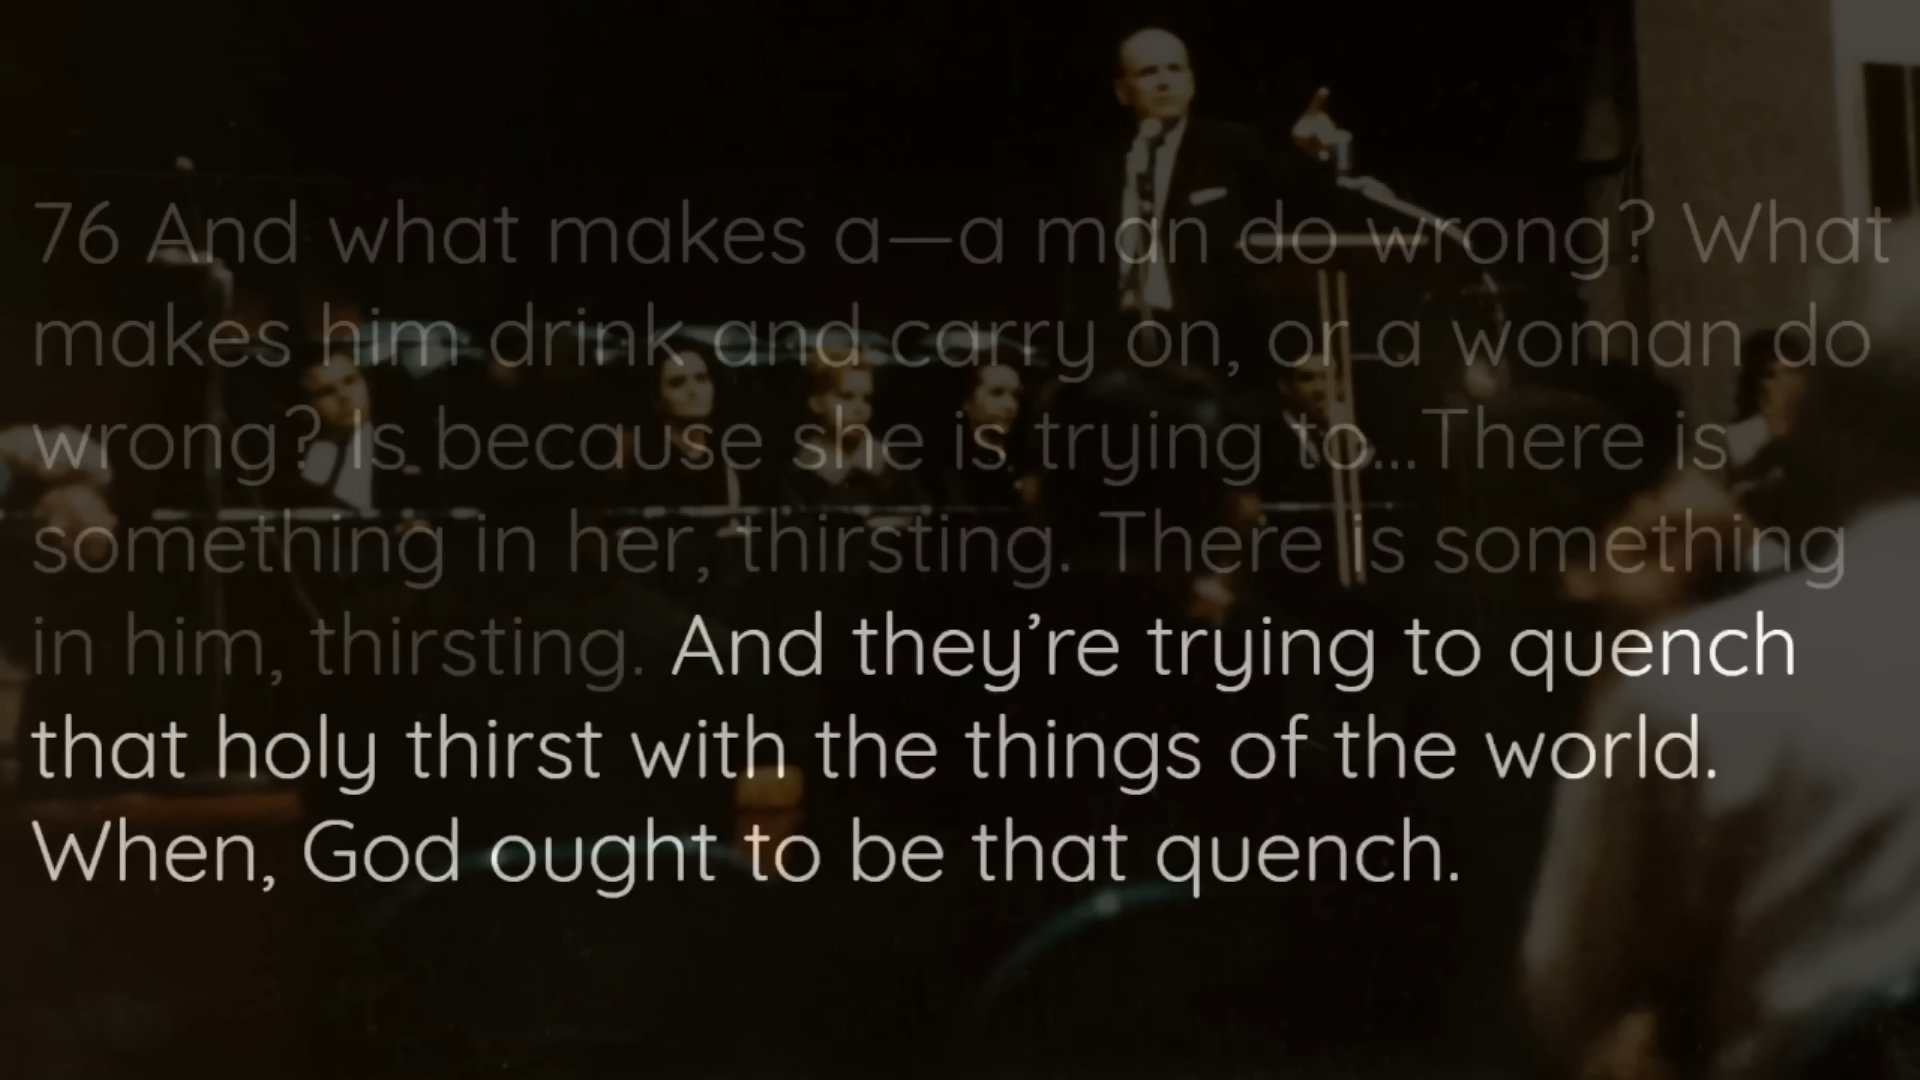 76 And what makes a—a man do wrong? What
makes him drink and carry on, or a woman do
wrong? Is because she is trying to...There is
something in her, thirsting. There is something
in him, thirsting. And they’re trying to quench
that holy thirst with the things of the world.
When, God ought to be that quench.